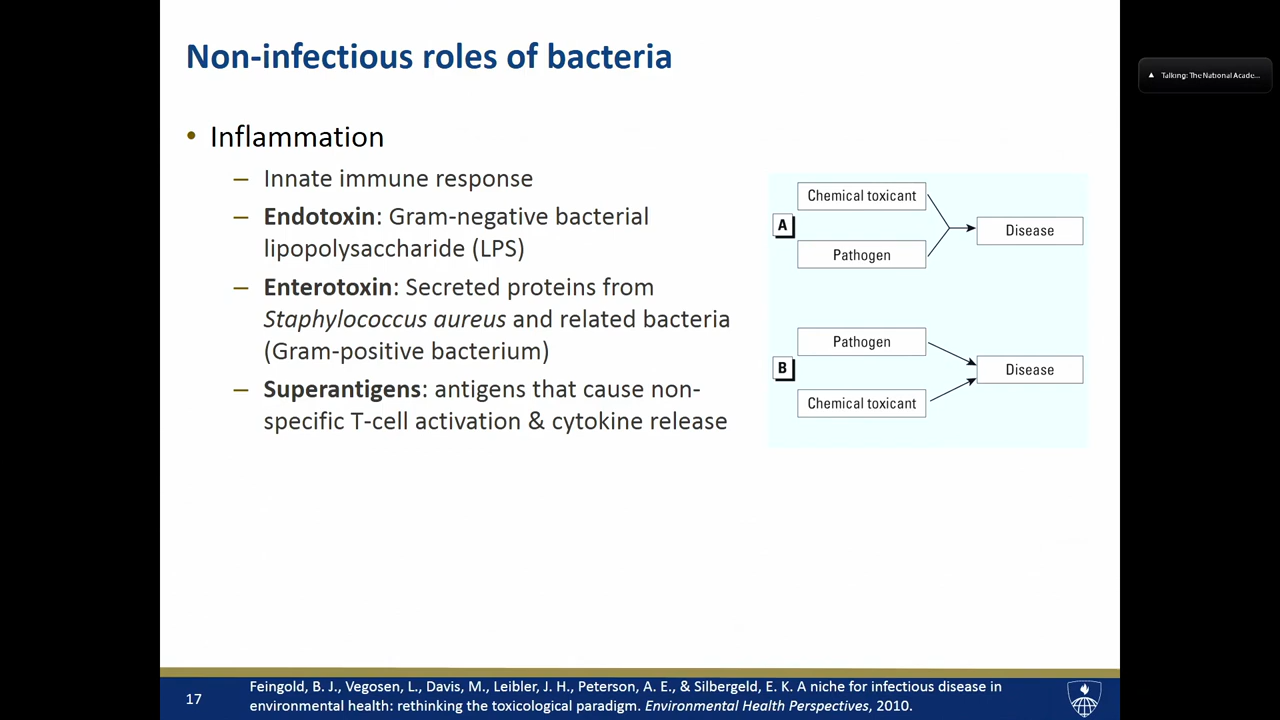 Non-infectious roles of bacteria
Talking: The National Acade...
• Inflammation
– Innate immune response
– Endotoxin: Gram-negative bacterial
lipopolysaccharide (LPS)
– Enterotoxin: Secreted proteins from
Staphylococcus aureus and related bacteria
(Gram-positive bacterium)
– Superantigens: antigens that cause non-
specific T-cell activation & cytokine release
Chemical toxicant
A
Disease
Pathogen
Pathogen
B
Disease
Chemical toxicant
17
Feingold, B. J., Vegosen, L., Davis, M., Leibler, J. H., Peterson, A. E., & Silbergeld, E. K. A niche for infectious disease in
environmental health: rethinking the toxicological paradigm. Environmental Health Perspectives, 2010.